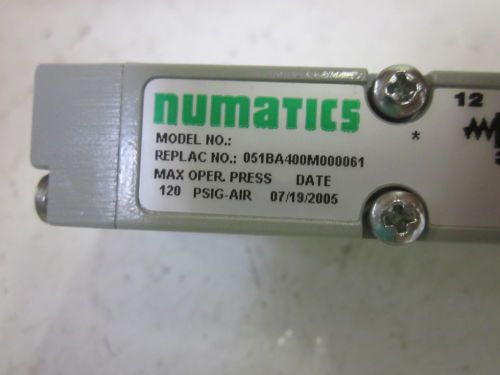 numatics
MODEL NO.:
REPLAC NO.: 051BA400M000061
MAX OPER. PRESS DATE
120 PSIG-AIR 07/19/2005
12
*